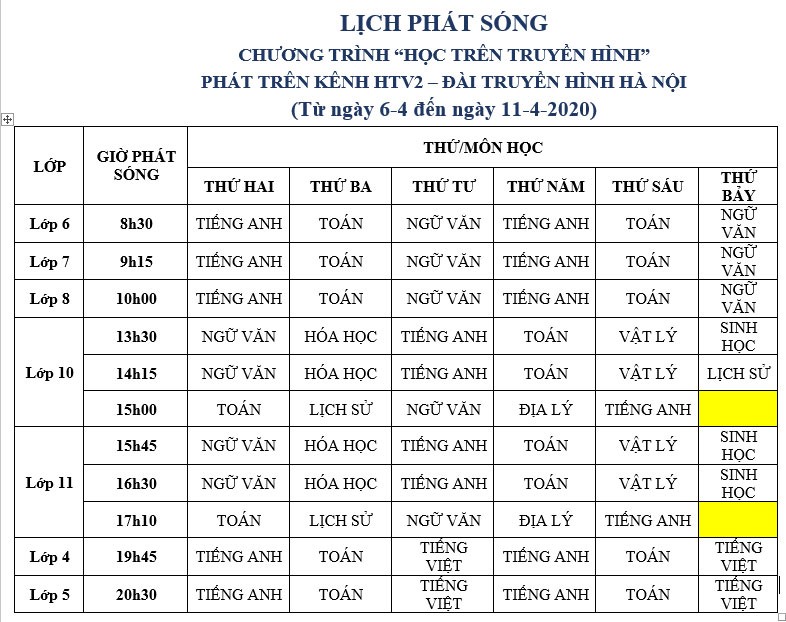 LỊCH PHÁT SÓNG
CHƯƠNG TRÌNH “HỌC TRÊN TRUYỀN HÌNH”
PHÁT TRÊN KÊNH HTV2 – ĐÀI TRUYỀN HÌNH HÀ NỘI
(Từ ngày 6-4 đến ngày 11-4-2020)
LỚP GIỜ PHÁT SÓNG THỨ/MÔN HỌC
THỨ HAI THỨ BA THỨ TƯ THỨ NĂM THỨ SÁU THỨ BẢY
Lớp 6 8h30 TIẾNG ANH TOÁN NGỮ VĂN TIẾNG ANH TOÁN NGỮ VĂN
Lớp 7 9h15 TIẾNG ANH TOÁN NGỮ VĂN TIẾNG ANH TOÁN NGỮ VĂN
Lớp 8 10h00 TIẾNG ANH TOÁN NGỮ VĂN TIẾNG ANH TOÁN NGỮ VĂN
Lớp 10 13h30 NGỮ VĂN HÓA HỌC TIẾNG ANH TOÁN VẬT LÝ SINH HỌC
14h15 NGỮ VĂN HÓA HỌC TIẾNG ANH TOÁN VẬT LÝ LỊCH SỬ
15h00 TOÁN LỊCH SỬ NGỮ VĂN ĐỊA LÝ TIẾNG ANH
Lớp 11 15h45 NGỮ VĂN HÓA HỌC TIẾNG ANH TOÁN VẬT LÝ SINH HỌC
16h30 NGỮ VĂN HÓA HỌC TIẾNG ANH TOÁN VẬT LÝ SINH HỌC
17h10 TOÁN LỊCH SỬ NGỮ VĂN ĐỊA LÝ TIẾNG ANH
Lớp 4 19h45 TIẾNG ANH TOÁN TIẾNG VIỆT TIẾNG ANH TOÁN TIẾNG VIỆT
Lớp 5 20h30 TIẾNG ANH TOÁN TIẾNG VIỆT TIẾNG ANH TOÁN TIẾNG VIỆT